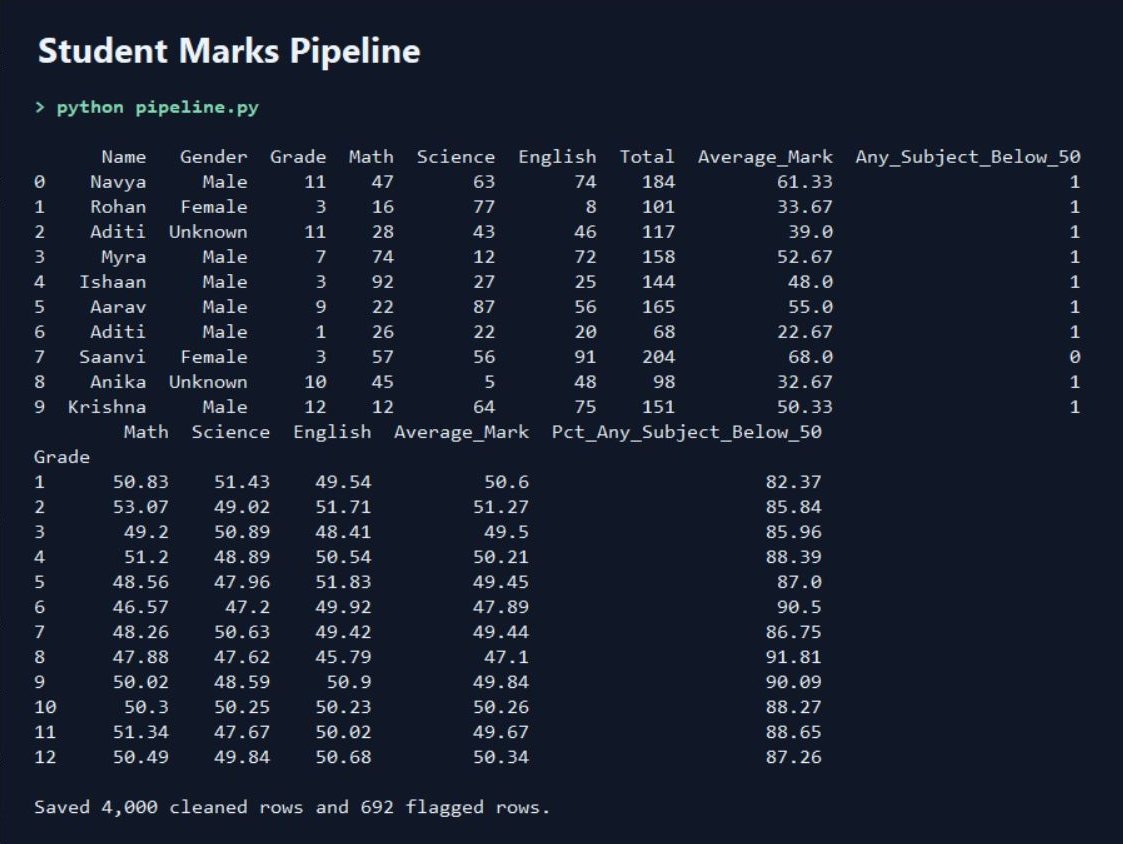 Student Marks Pipeline
> python pipeline.py
Name Gender Grade Math Science English Total Average_Mark Any_Subject_Below_50
0 Navya Male 11 47 63 74 184 61.33 1
1 Rohan Female 3 16 77 8 101 33.67 1
2 Aditi Unknown 11 28 43 46 117 39.0 1
3 Myra Male 7 74 12 72 158 52.67 1
4 Ishaan Male 3 92 27 25 144 48.0 1
5 Aarav Male 9 22 87 56 165 55.0 1
6 Aditi Male 1 26 22 20 68 22.67 1
7 Saanvi Female 3 57 56 91 204 68.0 0
8 Anika Unknown 10 45 5 48 98 32.67 1
9 Krishna Male 12 12 64 75 151 50.33 1
Math Science English Average_Mark Pct_Any_Subject_Below_50
Grade
1 50.83 51.43 49.54 50.6 82.37
2 53.07 49.02 51.71 51.27 85.84
3 49.2 50.89 48.41 49.5 85.96
4 51.2 48.89 50.54 50.21 88.39
5 48.56 47.96 51.83 49.45 87.0
6 46.57 47.2 49.92 47.89 90.5
7 48.26 50.63 49.42 49.44 86.75
8 47.88 47.62 45.79 47.1 91.81
9 50.02 48.59 50.9 49.84 90.09
10 50.3 50.25 50.23 50.26 88.27
11 51.34 47.67 50.02 49.67 88.65
12 50.49 49.84 50.68 50.34 87.26
Saved 4,000 cleaned rows and 692 flagged rows.